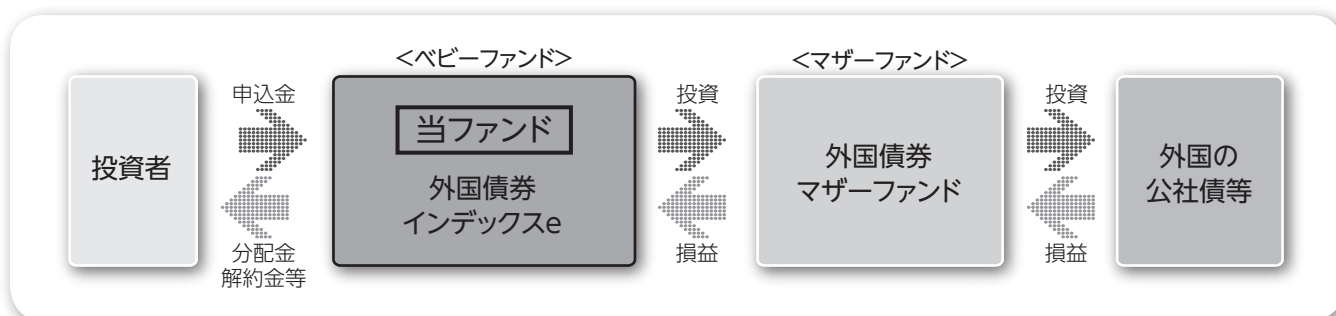 投資者
申込金
分配金
解約金等
＜ベビーファンド＞
当ファンド
外国債券
インデックスe
投資
損益
＜マザーファンド＞
外国債券
マザーファンド
投資
損益
外国の
公社債等